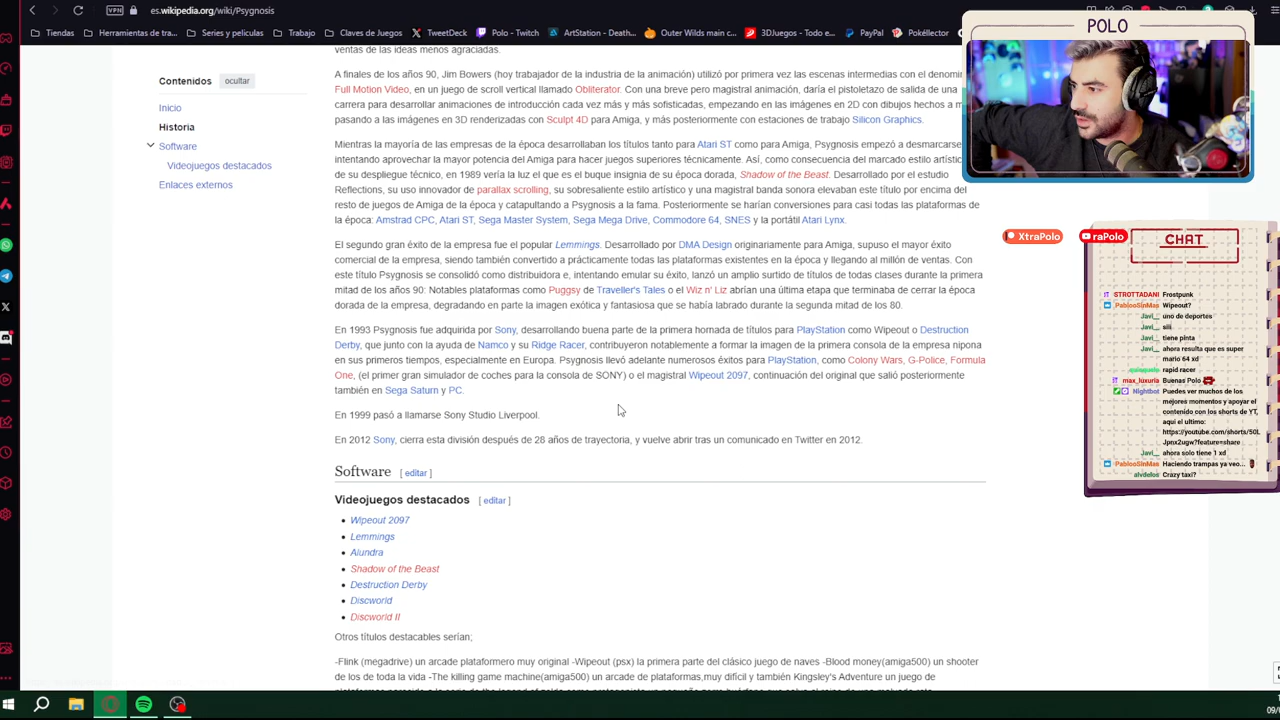 VPN es.wikipedia.org/wiki/Psygnosis
Tiendas Herramientas de tra... Series y películas Trabajo Claves de Juegos TweetDeck Polo - Twitch ArtStation - Death... Outer Wilds main c... 3DJuegos - Todo e... PayPal Pokéllector
POLO
ventas de las ideas menos agraciadas.
Contenidos ocultar
Inicio
Historia
Software
Videojuegos destacados
Enlaces externos
A finales de los años 90, Jim Bowers (hoy trabajador de la industria de la animación) utilizó por primera vez las escenas intermedias con el denomin
Full Motion Video, en un juego de scroll vertical llamado Obliterator. Con una breve pero magistral animación, daría el pistoletazo de salida de una
carrera para desarrollar animaciones de introducción cada vez más y más sofisticadas, empezando en las imágenes en 2D con dibujos hechos a m
pasando a las imágenes en 3D renderizadas con Sculpt 4D para Amiga, y más posteriormente con estaciones de trabajo Silicon Graphics.
Mientras la mayoría de las empresas de la época desarrollaban los títulos tanto para Atari ST como para Amiga, Psygnosis empezó a desmarcarse
intentando aprovechar la mayor potencia del Amiga para hacer juegos superiores técnicamente. Así, como consecuencia del marcado estilo artístic
de su despliegue técnico, en 1989 vería la luz el que es el buque insignia de su época dorada, Shadow of the Beast. Desarrollado por el estudio
Reflections, su uso innovador de parallax scrolling, su sobresaliente estilo artístico y una magistral banda sonora elevaban este título por encima del
resto de juegos de Amiga de la época y catapultando a Psygnosis a la fama. Posteriormente se harían conversiones para casi todas las plataformas de
la época: Amstrad CPC, Atari ST, Sega Master System, Sega Mega Drive, Commodore 64, SNES y la portátil Atari Lynx.
El segundo gran éxito de la empresa fue el popular Lemmings. Desarrollado por DMA Design originariamente para Amiga, supuso el mayor éxito
comercial de la empresa, siendo también convertido a prácticamente todas las plataformas existentes en la época y llegando al millón de ventas. Con
este título Psygnosis se consolidó como distribuidora e, intentando emular su éxito, lanzó un amplio surtido de títulos de todas clases durante la primera
mitad de los años 90: Notables plataformas como Puggsy de Traveller's Tales o el Wiz n' Liz abrían una última etapa que terminaba de cerrar la época
dorada de la empresa, degradando en parte la imagen exótica y fantasiosa que se había labrado durante la segunda mitad de los 80.
En 1993 Psygnosis fue adquirida por Sony, desarrollando buena parte de la primera hornada de títulos para PlayStation como Wipeout o Destruction
Derby, que junto con la ayuda de Namco y su Ridge Racer, contribuyeron notablemente a formar la imagen de la primera consola de la empresa nipona
en sus primeros tiempos, especialmente en Europa. Psygnosis llevó adelante numerosos éxitos para PlayStation, como Colony Wars, G-Police, Formula
One, (el primer gran simulador de coches para la consola de SONY) o el magistral Wipeout 2097, continuación del original que salió posteriormente
también en Sega Saturn y PC.
En 1999 pasó a llamarse Sony Studio Liverpool.
En 2012 Sony, cierra esta división después de 28 años de trayectoria, y vuelve abrir tras un comunicado en Twitter en 2012.
Software [ editar ]
Videojuegos destacados [ editar ]
Wipeout 2097
Lemmings
Alundra
Shadow of the Beast
Destruction Derby
Discworld
Discworld II
Otros títulos destacables serían;
-Flink (megadrive) un arcade plataformero muy original -Wipeout (psx) la primera parte del clásico juego de naves -Blood money(amiga500) un shooter
de los de toda la vida -The killing game machine(amiga500) un arcade de plataformas,muy difícil y también Kingsley's Adventure un juego de
XtraPolo raPolo
CHAT
STROTTADANI Frostpunk
PablooSinMas Wipeout?
Javi__ uno de deportes
Javi__ siii
Javi__ tiene pinta
Javi__ ahora resulta que es super
mario 64 xd
rapid racer
max_luxuria Buenas Polo
Nightbot Puedes ver muchos de los
mejores momentos y apoyar el
contenido con los shorts de YT,
aqui el ultimo:
https://youtube.com/shorts/50L
Jpnx2ugw?feature=share
Javi__ ahora solo tiene 1 xd
PablooSinMas Haciendo trampas ya veo...
alvdelos Crazy taxi?
09/0